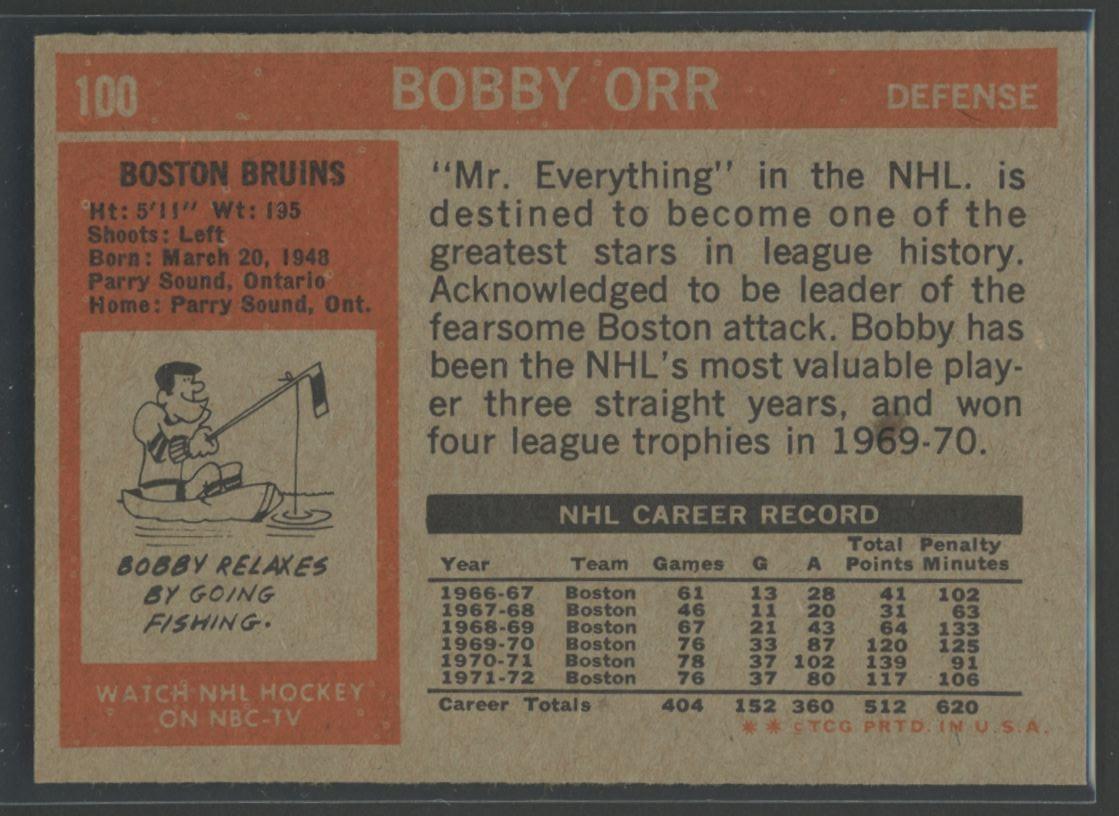 100 BOBBY ORR DEFENSE
BOSTON BRUINS
Ht: 5'11" Wt: 195
Shoots: Left
Born: March 20, 1948
Parry Sound, Ontario
Home: Parry Sound, Ont.
BOBBY RELAXES
BY GOING
FISHING.
WATCH NHL HOCKEY
ON NBC-TV
"Mr. Everything" in the NHL. is
destined to become one of the
greatest stars in league history.
Acknowledged to be leader of the
fearsome Boston attack. Bobby has
been the NHL's most valuable play-
er three straight years, and won
four league trophies in 1969-70.
NHL CAREER RECORD
Year Team Games G A Total Points Penalty Minutes
1966-67 Boston 61 13 28 41 102
1967-68 Boston 46 11 20 31 63
1968-69 Boston 67 21 43 64 133
1969-70 Boston 76 33 87 120 125
1970-71 Boston 78 37 102 139 91
1971-72 Boston 76 37 80 117 106
Career Totals 404 152 360 512 620
** ©TCG PRTD. IN U.S.A.